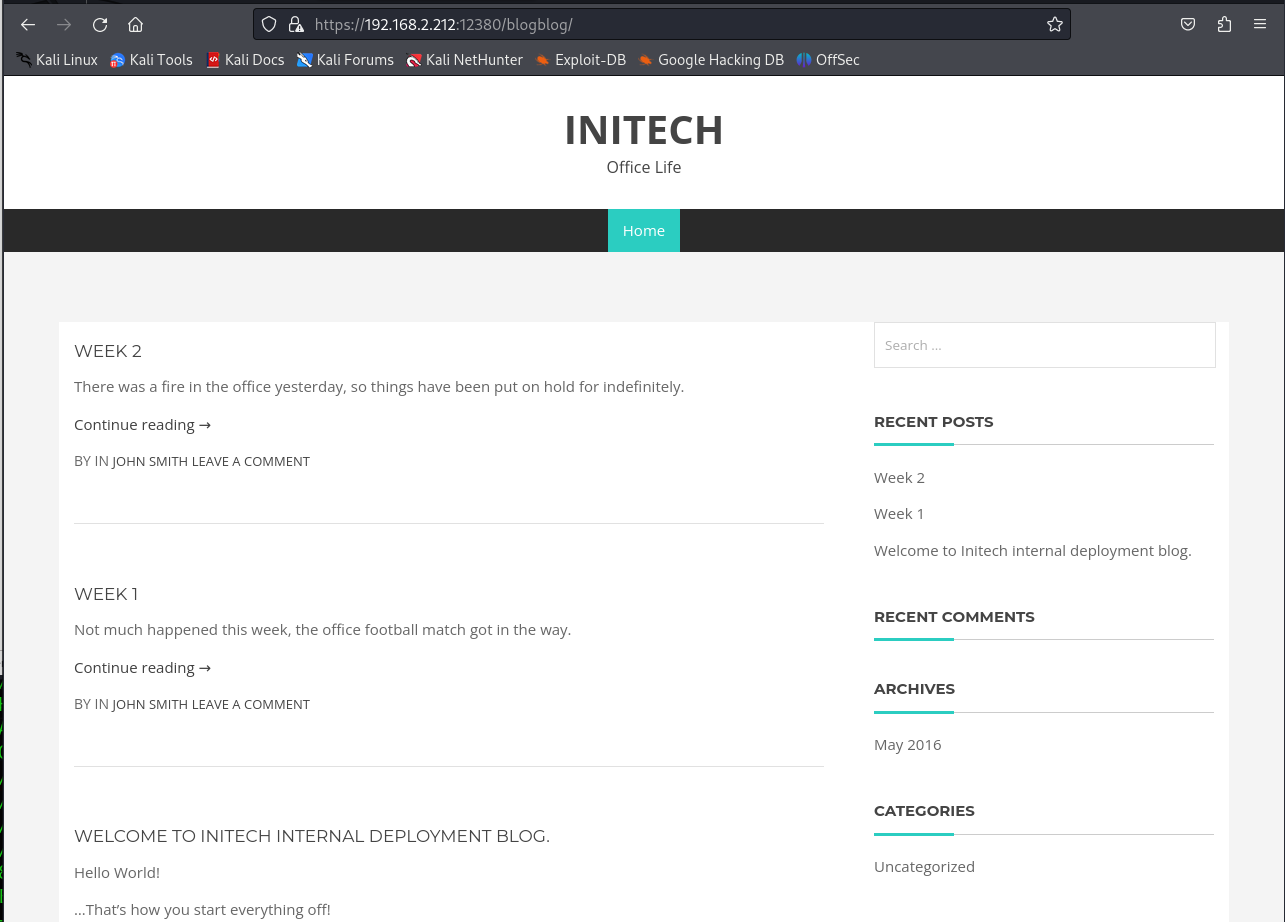 https://192.168.2.212:12380/blogblog/
Kali Linux Kali Tools Kali Docs Kali Forums Kali NetHunter Exploit-DB Google Hacking DB OffSec
INITECH
Office Life
Home
WEEK 2
There was a fire in the office yesterday, so things have been put on hold for indefinitely.
Continue reading →
BY IN JOHN SMITH LEAVE A COMMENT
WEEK 1
Not much happened this week, the office football match got in the way.
Continue reading →
BY IN JOHN SMITH LEAVE A COMMENT
WELCOME TO INITECH INTERNAL DEPLOYMENT BLOG.
Hello World!
…That’s how you start everything off!
Search …
RECENT POSTS
Week 2
Week 1
Welcome to Initech internal deployment blog.
RECENT COMMENTS
ARCHIVES
May 2016
CATEGORIES
Uncategorized